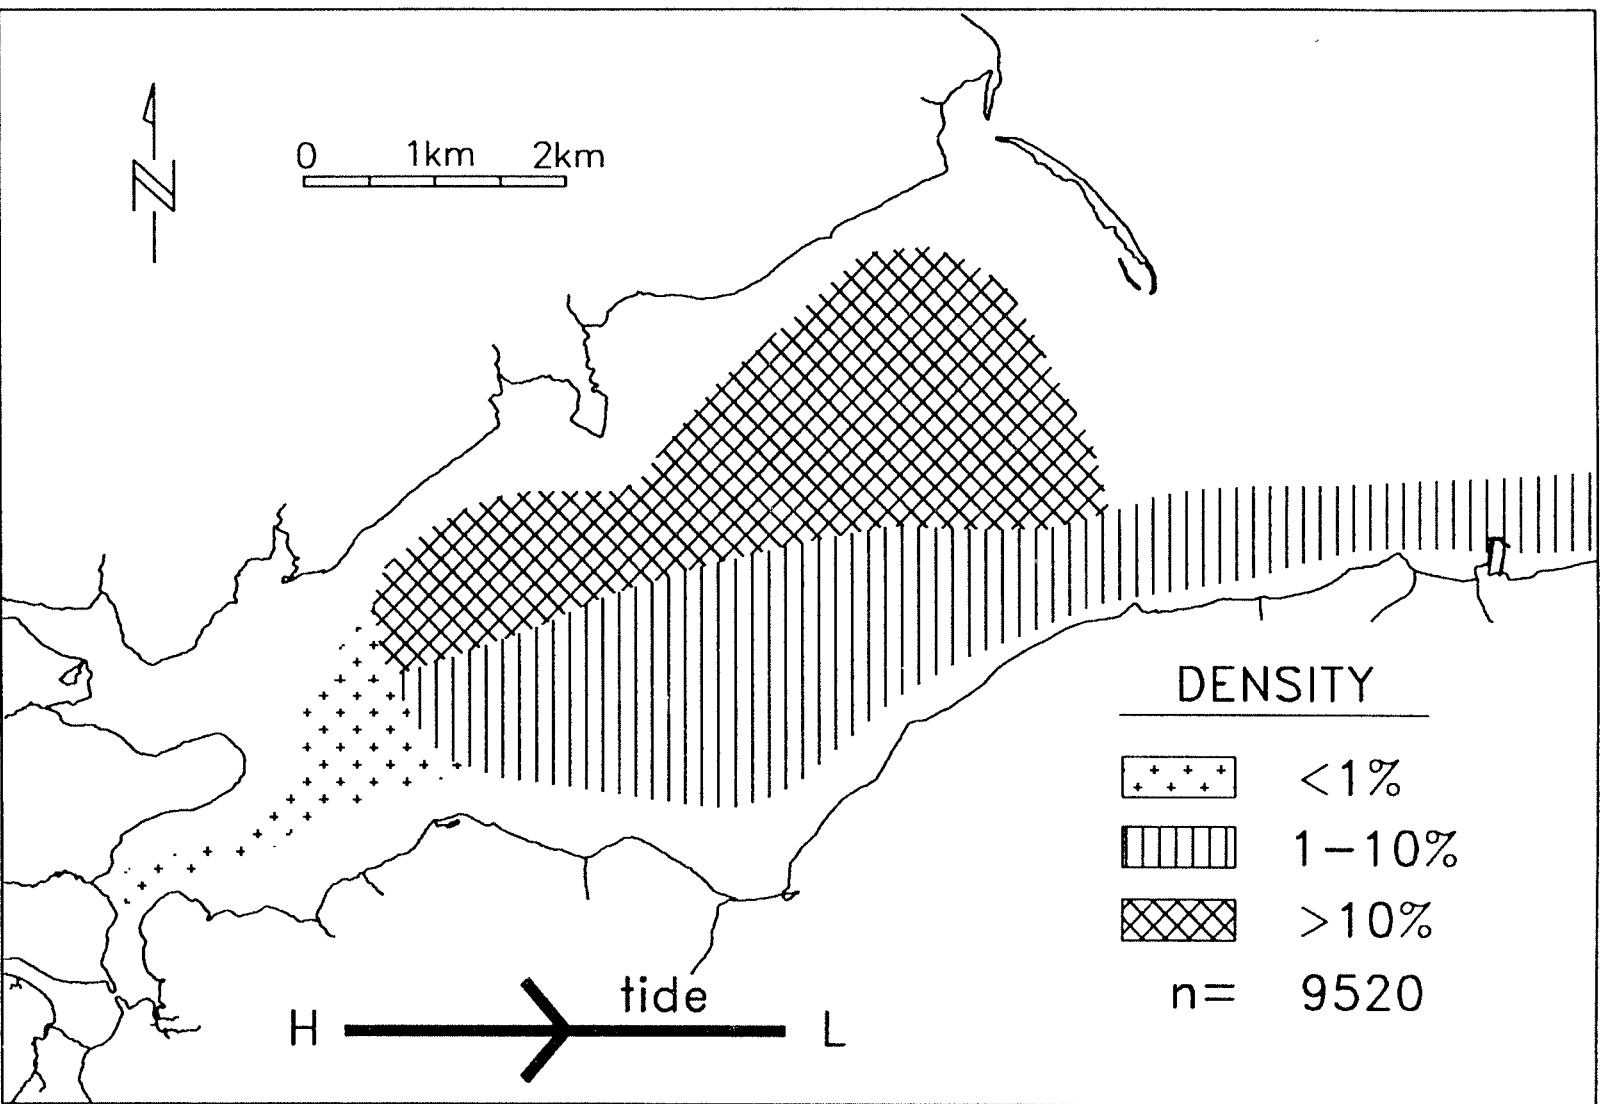 N
0 1km 2km
DENSITY
<1%
1-10%
>10%
n= 9520
tide
H L